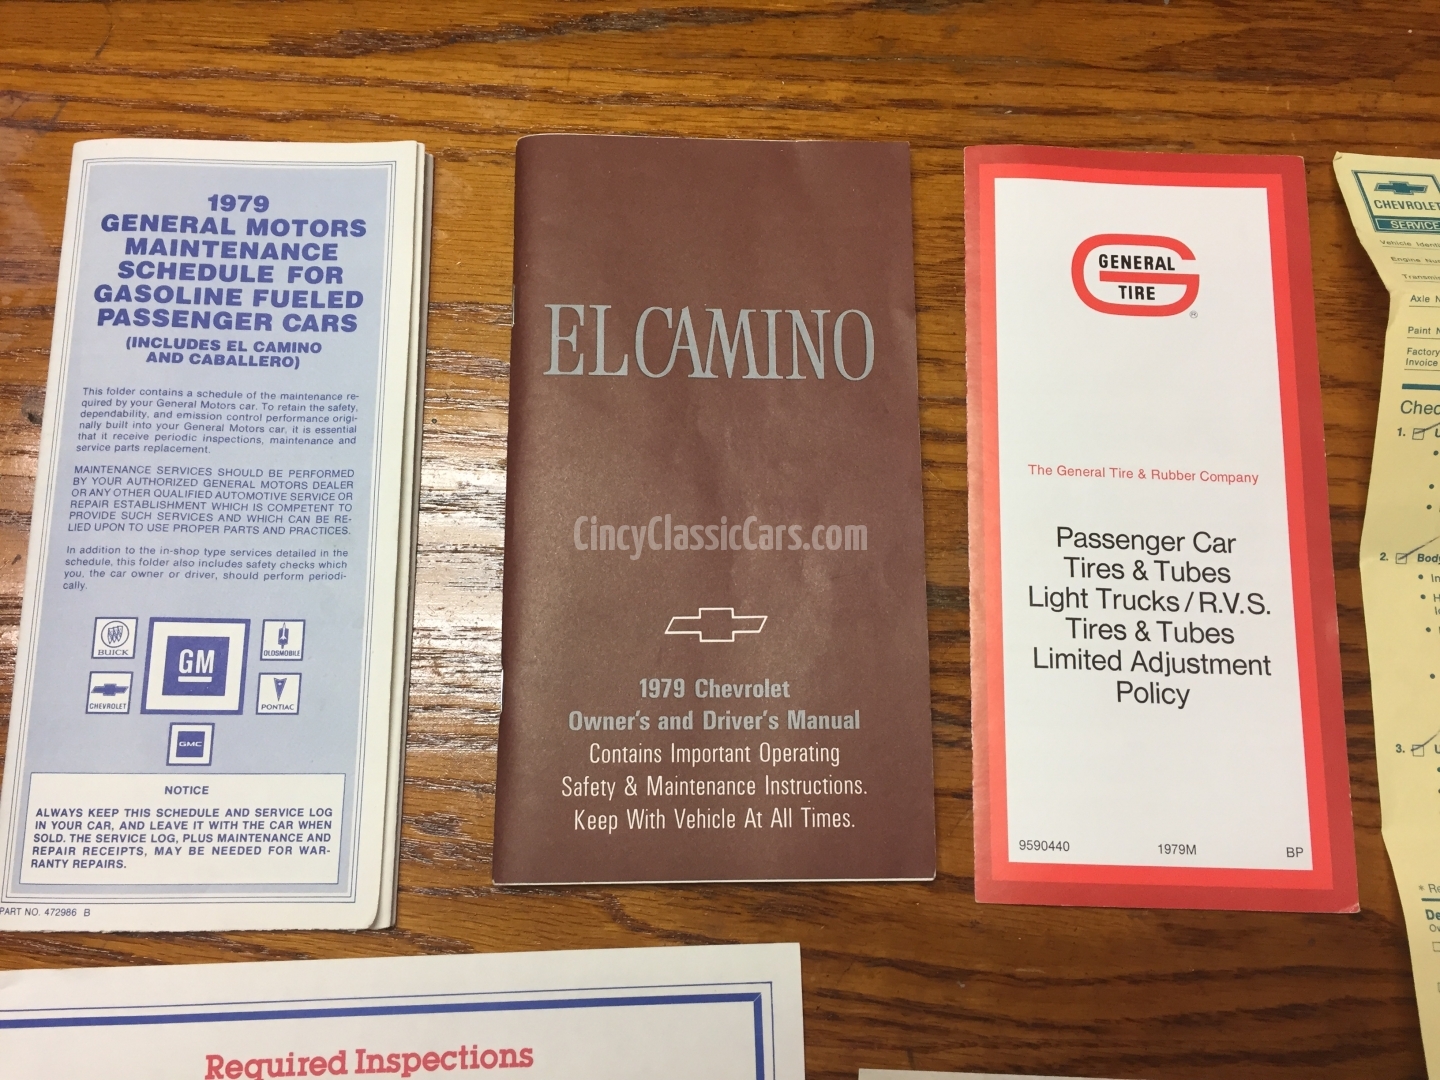 1979
GENERAL MOTORS
MAINTENANCE
SCHEDULE FOR
GASOLINE FUELED
PASSENGER CARS
(INCLUDES EL CAMINO
AND CABALLERO)
This folder contains a schedule of the maintenance re-
quired by your General Motors car. To retain the safety,
dependability, and emission control performance origi-
nally built into your General Motors car, it is essential
that it receive periodic inspections, maintenance and
service parts replacement.
MAINTENANCE SERVICES SHOULD BE PERFORMED
BY YOUR AUTHORIZED GENERAL MOTORS DEALER
OR ANY OTHER QUALIFIED AUTOMOTIVE SERVICE OR
REPAIR ESTABLISHMENT WHICH IS COMPETENT TO
PROVIDE SUCH SERVICES AND WHICH CAN BE RE-
LIED UPON TO USE PROPER PARTS AND PRACTICES.
In addition to the in-shop type services detailed in the
schedule, this folder also includes safety checks which
you, the car owner or driver, should perform periodi-
cally.
BUICK
GM
OLDSMOBILE
CHEVROLET
PONTIAC
GMC
NOTICE
ALWAYS KEEP THIS SCHEDULE AND SERVICE LOG
IN YOUR CAR, AND LEAVE IT WITH THE CAR WHEN
SOLD. THE SERVICE LOG, PLUS MAINTENANCE AND
REPAIR RECEIPTS, MAY BE NEEDED FOR WAR-
RANTY REPAIRS.
PART NO. 472986 B
EL CAMINO
CincyClassicCars.com
1979 Chevrolet
Owner's and Driver's Manual
Contains Important Operating
Safety & Maintenance Instructions.
Keep With Vehicle At All Times.
GENERAL
TIRE
®
The General Tire & Rubber Company
Passenger Car
Tires & Tubes
Light Trucks/R.V.S.
Tires & Tubes
Limited Adjustment
Policy
9590440 1979M BP
CHEVROLET
SERVICE
Vehicle
Engine
Axle
Paint
Factory
Invoice
1.
2. Body
3.
Required Inspections